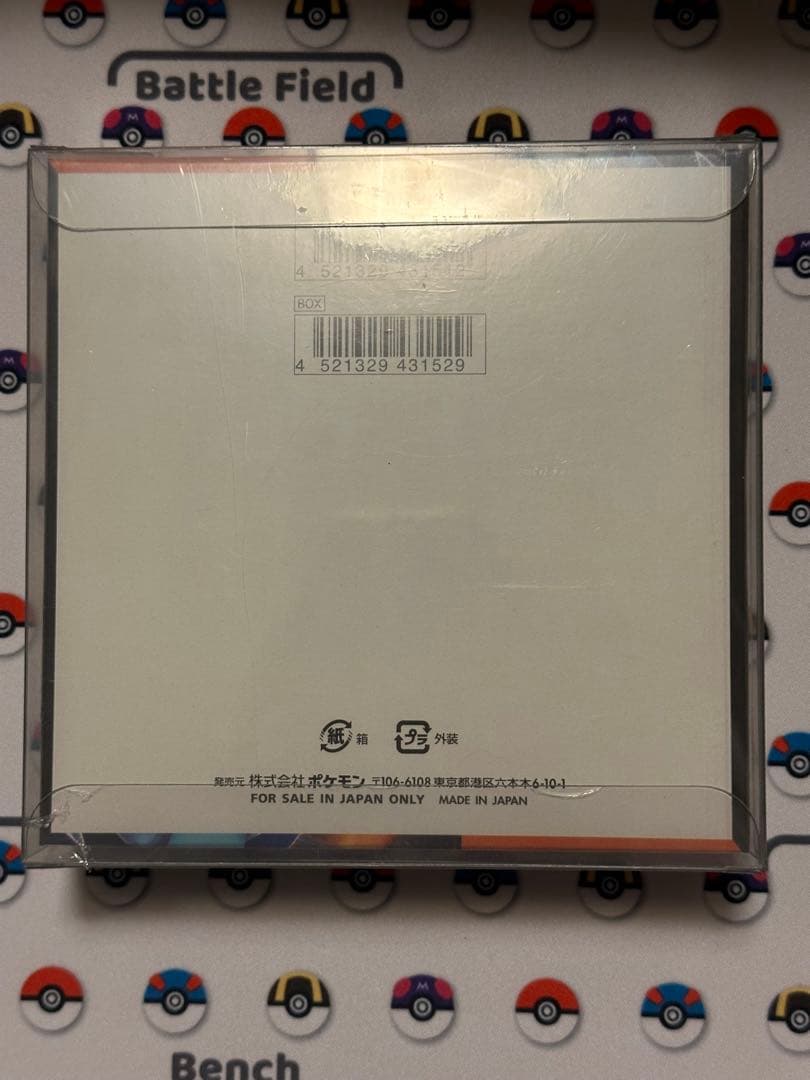 Battle Field
4 521329 431512
BOX
4 521329 431529
紙 箱 プラ 外装
発売元 株式会社ポケモン 〒106-6108 東京都港区六本木6-10-1
FOR SALE IN JAPAN ONLY MADE IN JAPAN
Bench